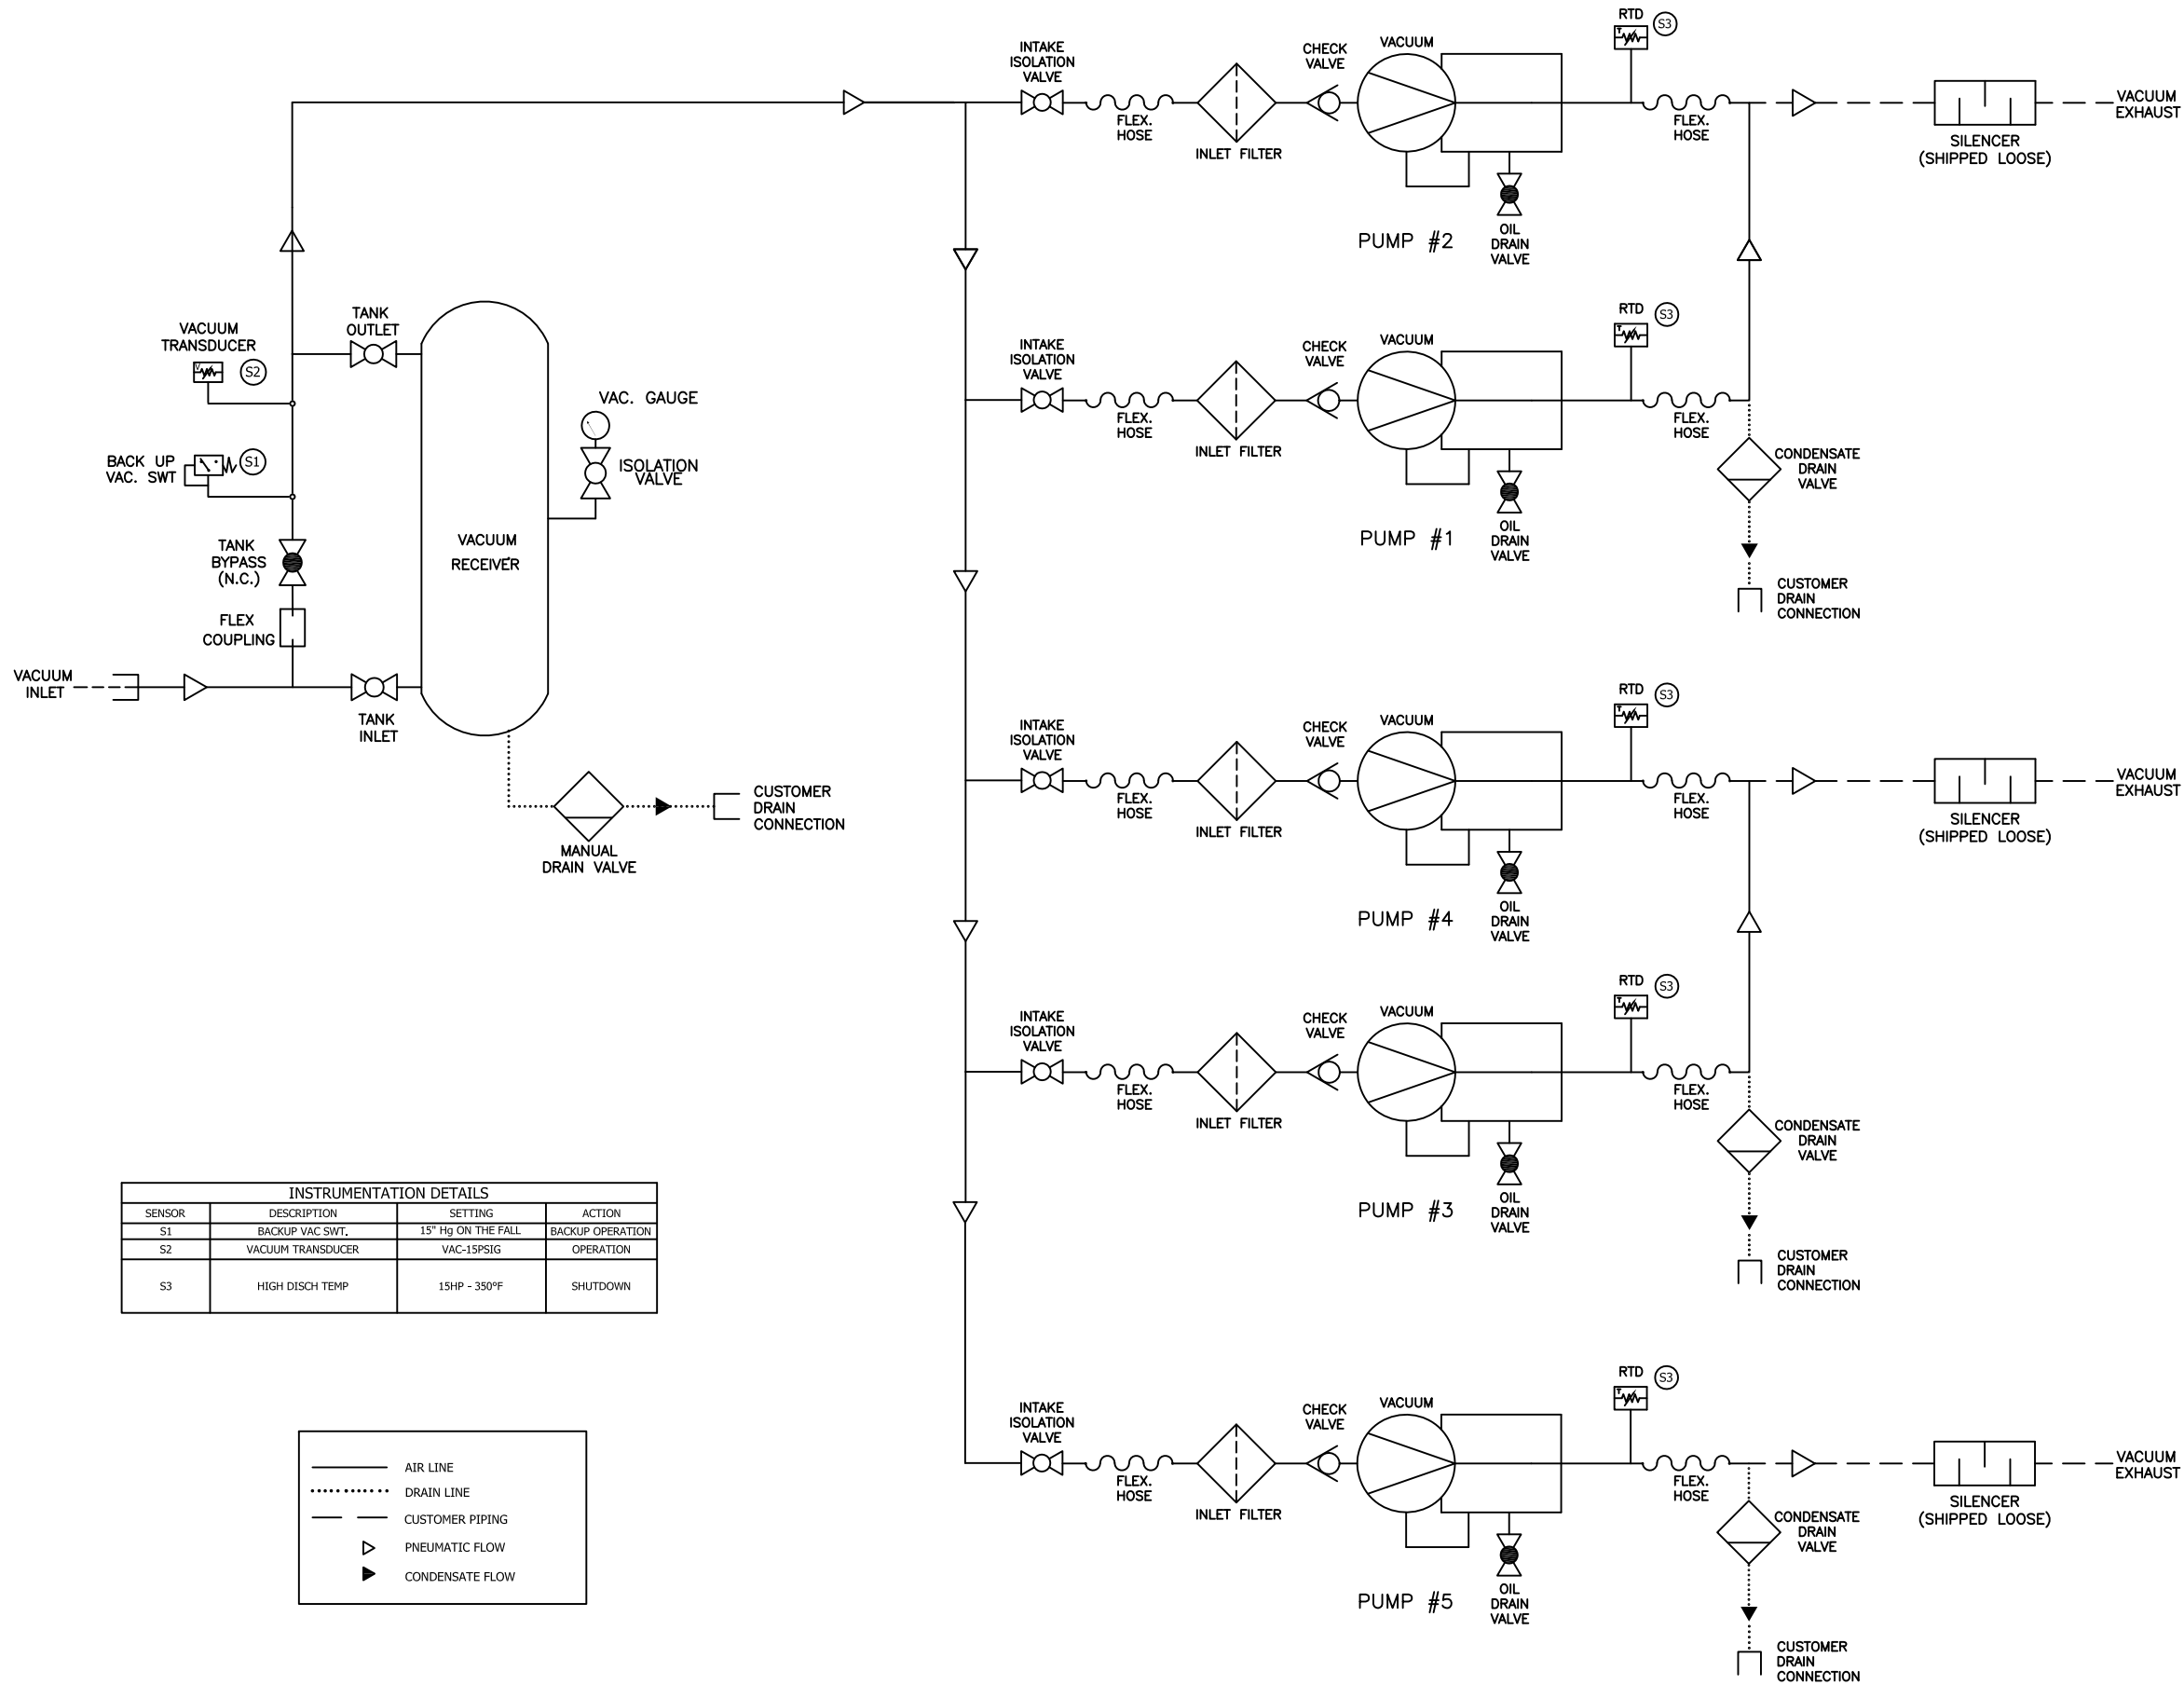 RTD
S3
INTAKE
ISOLATION
VALVE
FLEX.
HOSE
INLET FILTER
CHECK
VALVE
VACUUM
OIL
DRAIN
VALVE
PUMP #2
FLEX.
HOSE
SILENCER
(SHIPPED LOOSE)
VACUUM
EXHAUST
RTD
S3
INTAKE
ISOLATION
VALVE
FLEX.
HOSE
INLET FILTER
CHECK
VALVE
VACUUM
OIL
DRAIN
VALVE
PUMP #1
FLEX.
HOSE
CONDENSATE
DRAIN
VALVE
CUSTOMER
DRAIN
CONNECTION
TANK
OUTLET
VACUUM
TRANSDUCER
V
S2
BACK UP
VAC. SWT
S1
VAC. GAUGE
ISOLATION
VALVE
TANK
BYPASS
(N.C.)
VACUUM
RECEIVER
FLEX
COUPLING
VACUUM
INLET
TANK
INLET
MANUAL
DRAIN VALVE
CUSTOMER
DRAIN
CONNECTION
RTD
S3
INTAKE
ISOLATION
VALVE
FLEX.
HOSE
INLET FILTER
CHECK
VALVE
VACUUM
OIL
DRAIN
VALVE
PUMP #4
FLEX.
HOSE
SILENCER
(SHIPPED LOOSE)
VACUUM
EXHAUST
RTD
S3
INTAKE
ISOLATION
VALVE
FLEX.
HOSE
INLET FILTER
CHECK
VALVE
VACUUM
OIL
DRAIN
VALVE
PUMP #3
FLEX.
HOSE
CONDENSATE
DRAIN
VALVE
CUSTOMER
DRAIN
CONNECTION
INSTRUMENTATION DETAILS
SENSOR DESCRIPTION SETTING ACTION
S1 BACKUP VAC SWT. 15" Hg ON THE FALL BACKUP OPERATION
S2 VACUUM TRANSDUCER VAC-15PSIG OPERATION
S3 HIGH DISCH TEMP 15HP - 350°F SHUTDOWN
AIR LINE
DRAIN LINE
CUSTOMER PIPING
PNEUMATIC FLOW
CONDENSATE FLOW
RTD
S3
INTAKE
ISOLATION
VALVE
FLEX.
HOSE
INLET FILTER
CHECK
VALVE
VACUUM
OIL
DRAIN
VALVE
PUMP #5
FLEX.
HOSE
SILENCER
(SHIPPED LOOSE)
VACUUM
EXHAUST
CONDENSATE
DRAIN
VALVE
CUSTOMER
DRAIN
CONNECTION